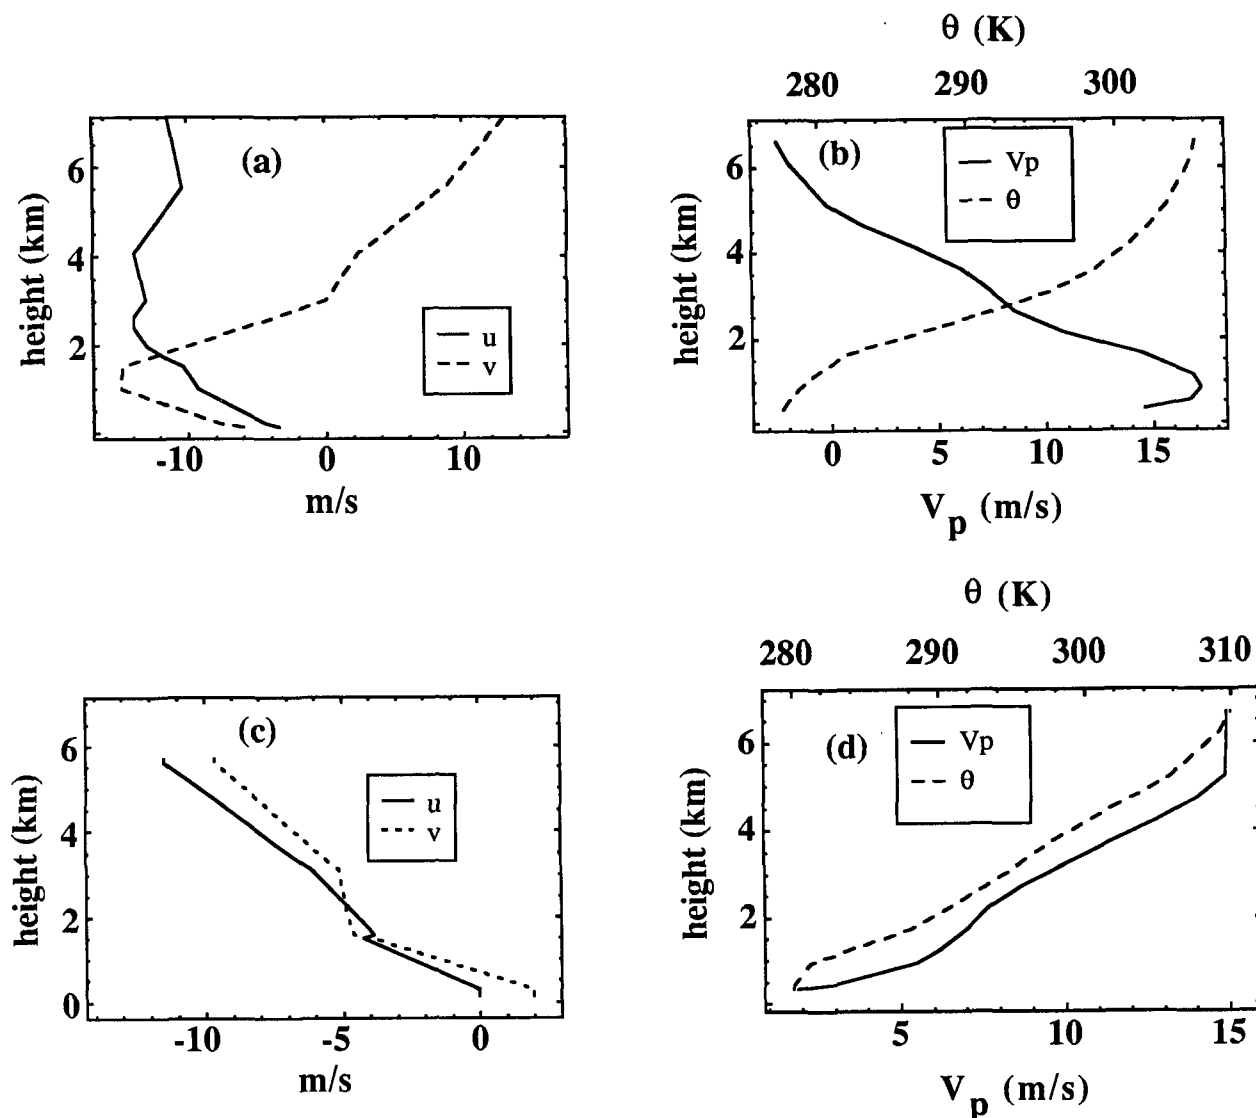 θ (K)
280 290 300
(a)
6
4
2
height (km)
u
v
-10 0 10
m/s
(b)
Vp
θ
6
4
2
height (km)
0 5 10 15
Vp (m/s)
θ (K)
280 290 300 310
(c)
6
4
2
0
height (km)
u
v
-10 -5 0
m/s
(d)
Vp
θ
6
4
2
height (km)
5 10 15
Vp (m/s)